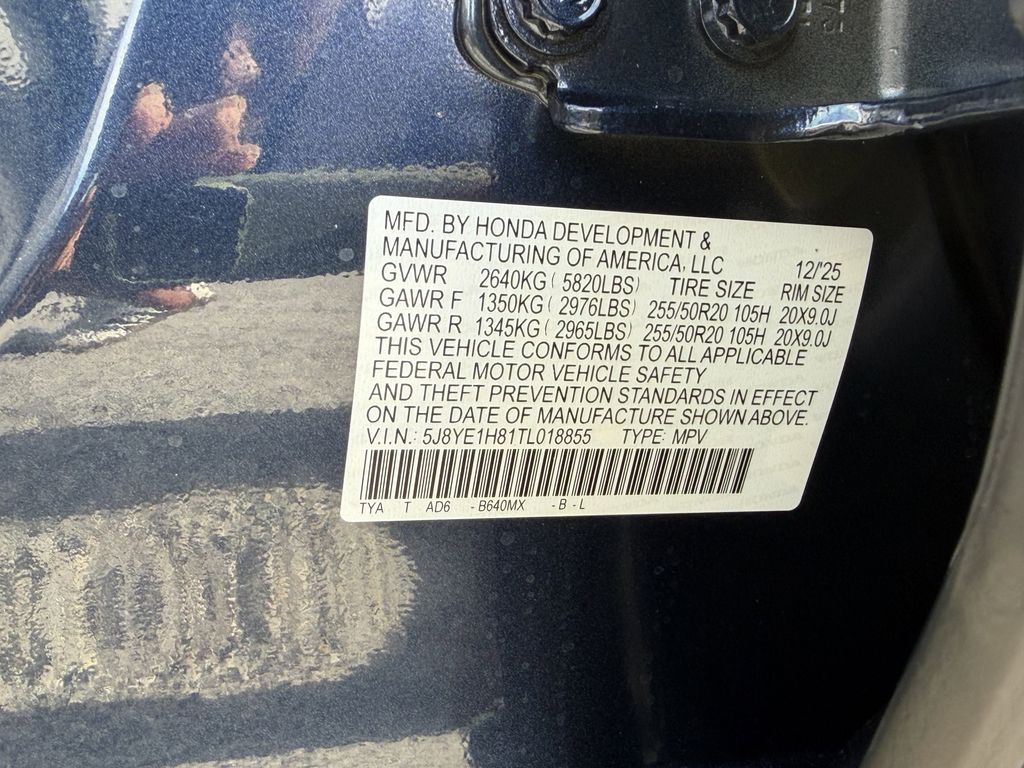 MFD. BY HONDA DEVELOPMENT &
MANUFACTURING OF AMERICA, LLC 12/'25
GVWR 2640KG ( 5820LBS) TIRE SIZE RIM SIZE
GAWR F 1350KG ( 2976LBS) 255/50R20 105H 20X9.0J
GAWR R 1345KG ( 2965LBS) 255/50R20 105H 20X9.0J
THIS VEHICLE CONFORMS TO ALL APPLICABLE
FEDERAL MOTOR VEHICLE SAFETY
AND THEFT PREVENTION STANDARDS IN EFFECT
ON THE DATE OF MANUFACTURE SHOWN ABOVE.
V.I.N.: 5J8YE1H81TL018855 TYPE: MPV
TYA T AD6 - B640MX - B - L